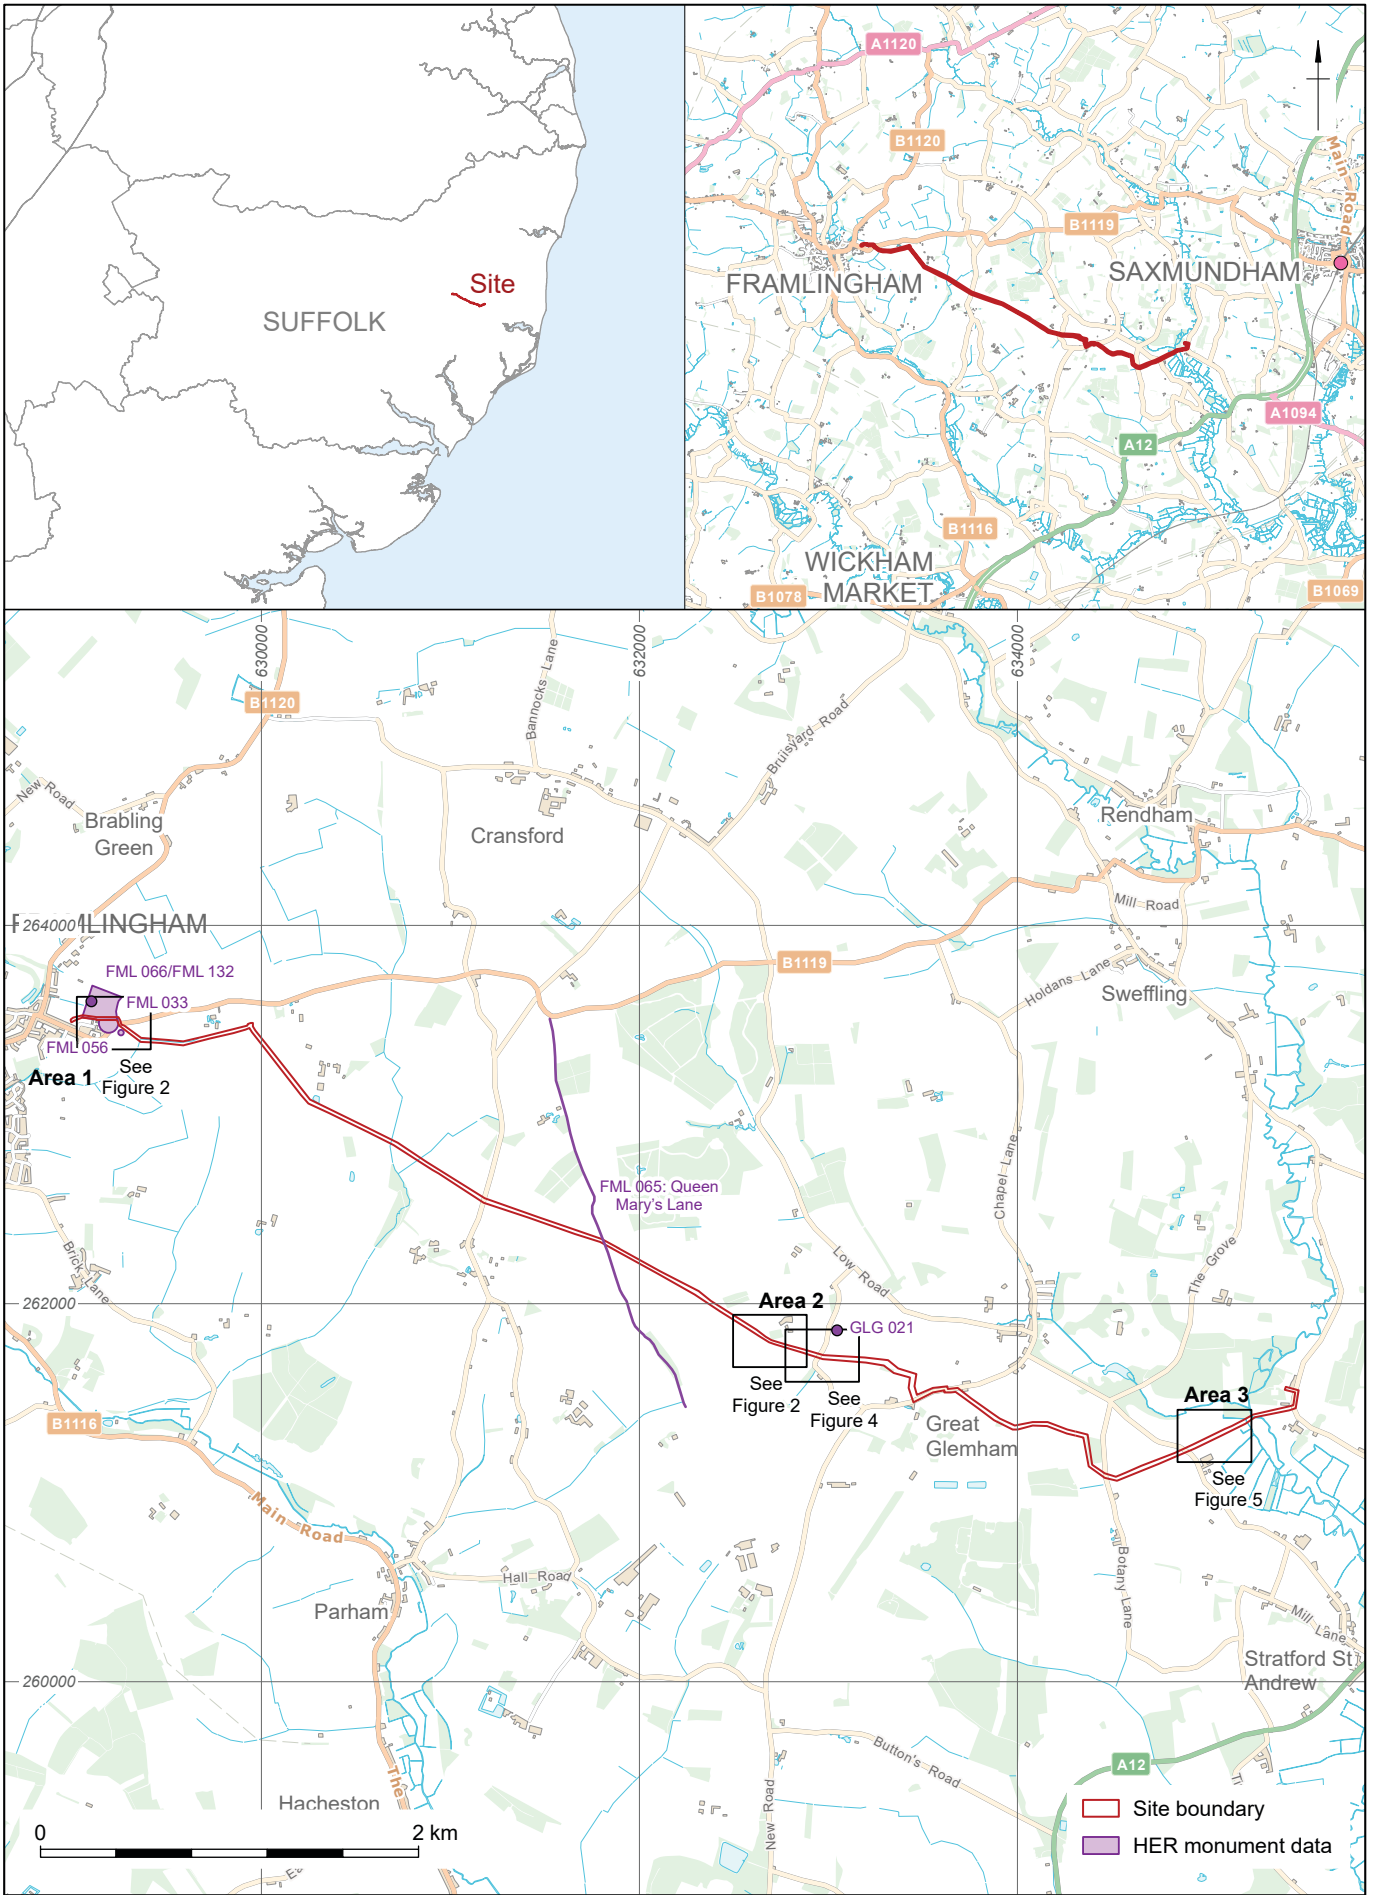 SUFFOLK
Site
A1120
B1120
B1119
Main Road
FRAMLINGHAM
SAXMUNDHAM
A1094
A12
B1116
WICKHAM
MARKET
B1078
B1069
630000
632000
634000
B1120
Bannocks Lane
Bruisyard Road
New Road
Brabling
Green
Cransford
Rendham
Mill Road
264000
MLINGHAM
B1119
Holdans Lane
Sweffling
FML 066/FML 132
FML 033
FML 056
See
Figure 2
Area 1
Chapel Lane
FML 065: Queen
Mary's Lane
Brick Lane
Low Road
The Grove
262000
Area 2
GLG 021
See
Figure 2
See
Figure 4
Area 3
See
Figure 5
Great
Glemham
B1116
Main Road
Hall Road
Botany Lane
Parham
Mill Lane
Stratford St
Andrew
260000
Button's Road
New Road
A12
The
Hacheston
0
2 km
Site boundary
HER monument data